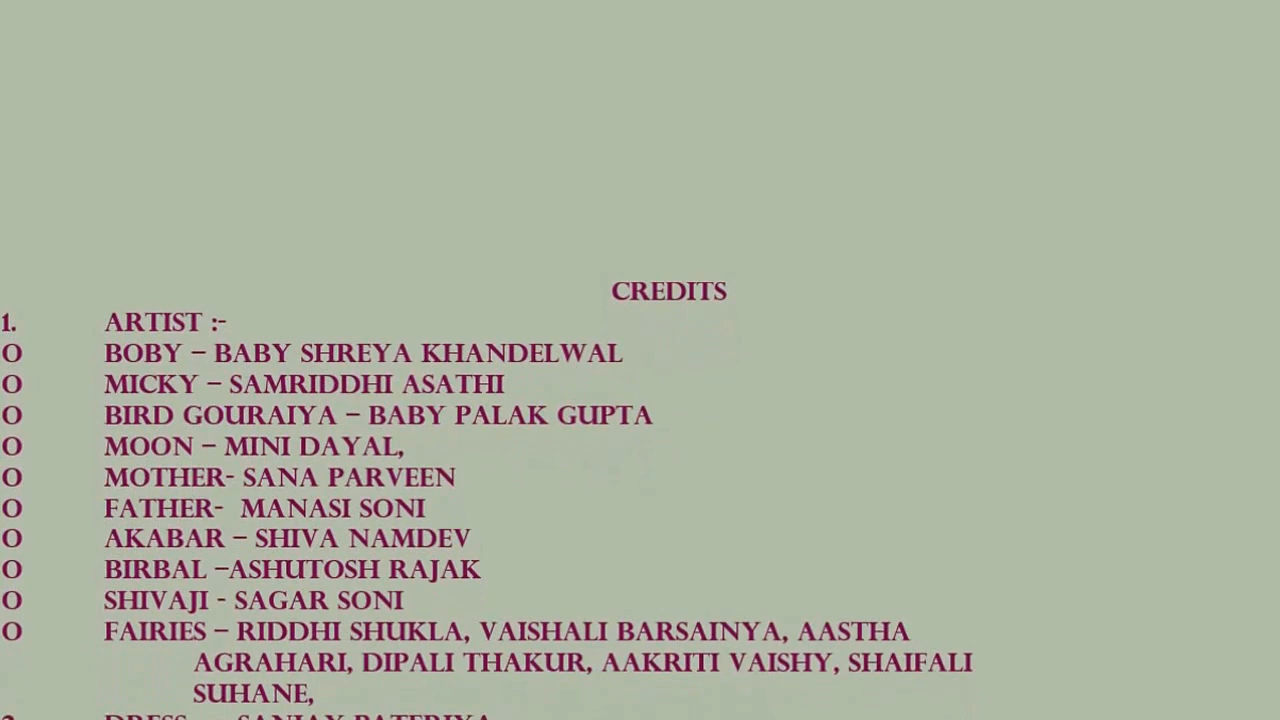 CREDITS
1. ARTIST :-
O BOBY – BABY SHREYA KHANDELWAL
O MICKY – SAMRIDDHI ASATHI
O BIRD GOURAIYA – BABY PALAK GUPTA
O MOON – MINI DAYAL,
O MOTHER- SANA PARVEEN
O FATHER- MANASI SONI
O AKABAR – SHIVA NAMDEV
O BIRBAL –ASHUTOSH RAJAK
O SHIVAJI - SAGAR SONI
O FAIRIES – RIDDHI SHUKLA, VAISHALI BARSAINYA, AASTHA
AGRAHARI, DIPALI THAKUR, AAKRITI VAISHY, SHAIFALI
SUHANE,